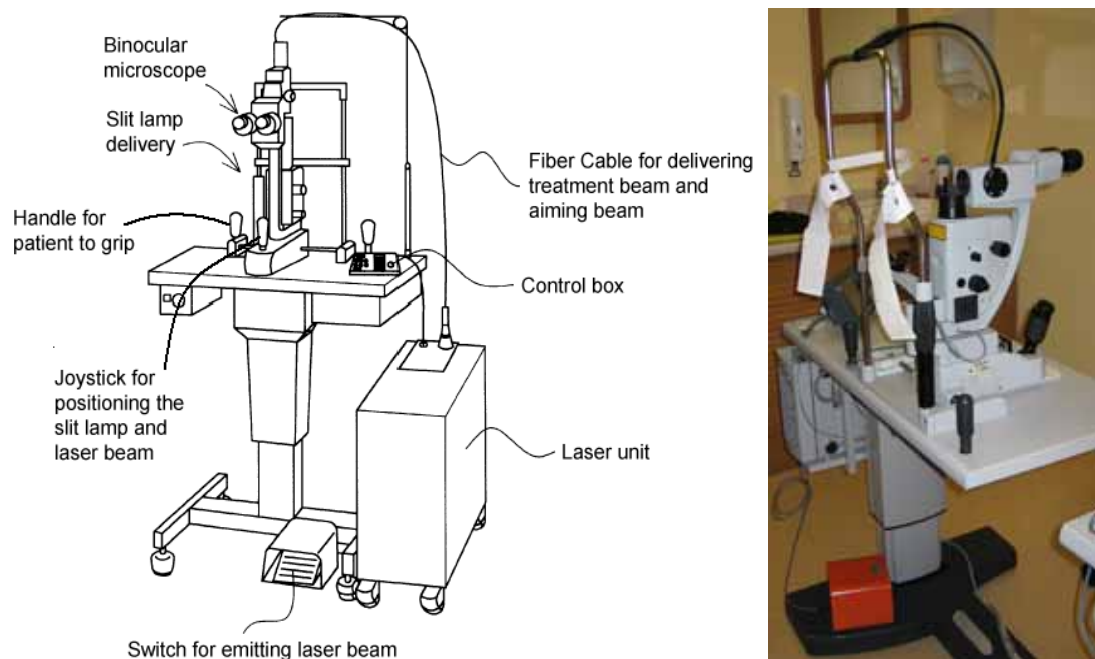 Binocular
microscope
Slit lamp
delivery
Handle for
patient to grip
Joystick for
positioning the
slit lamp and
laser beam
Fiber Cable for delivering
treatment beam and
aiming beam
Control box
Laser unit
Switch for emitting laser beam